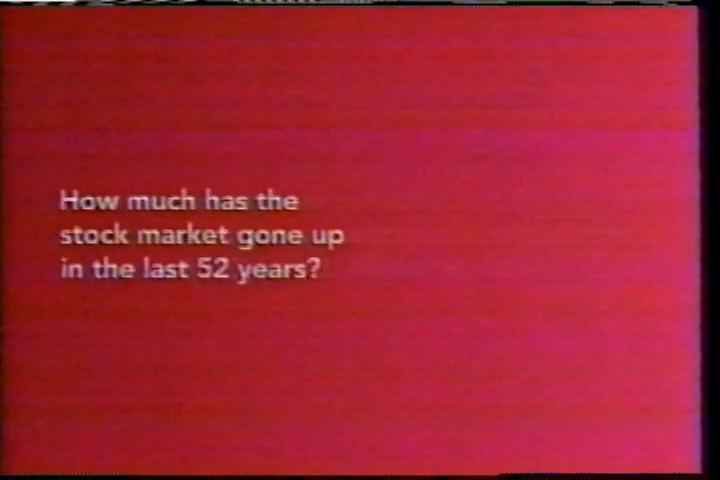 How much has the
stock market gone up
in the last 52 years?